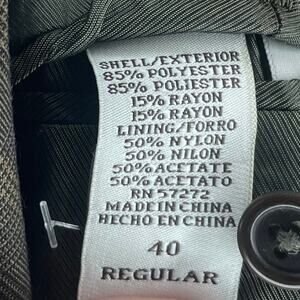 SHELL/EXTERIOR
85% POLYESTER
85% POLIESTER
15% RAYON
15% RAYON
LINING/FORRO
50% NYLON
50% NILON
50% ACETATE
50% ACETATO
RN 57272
MADE IN CHINA
HECHO EN CHINA
40
REGULAR